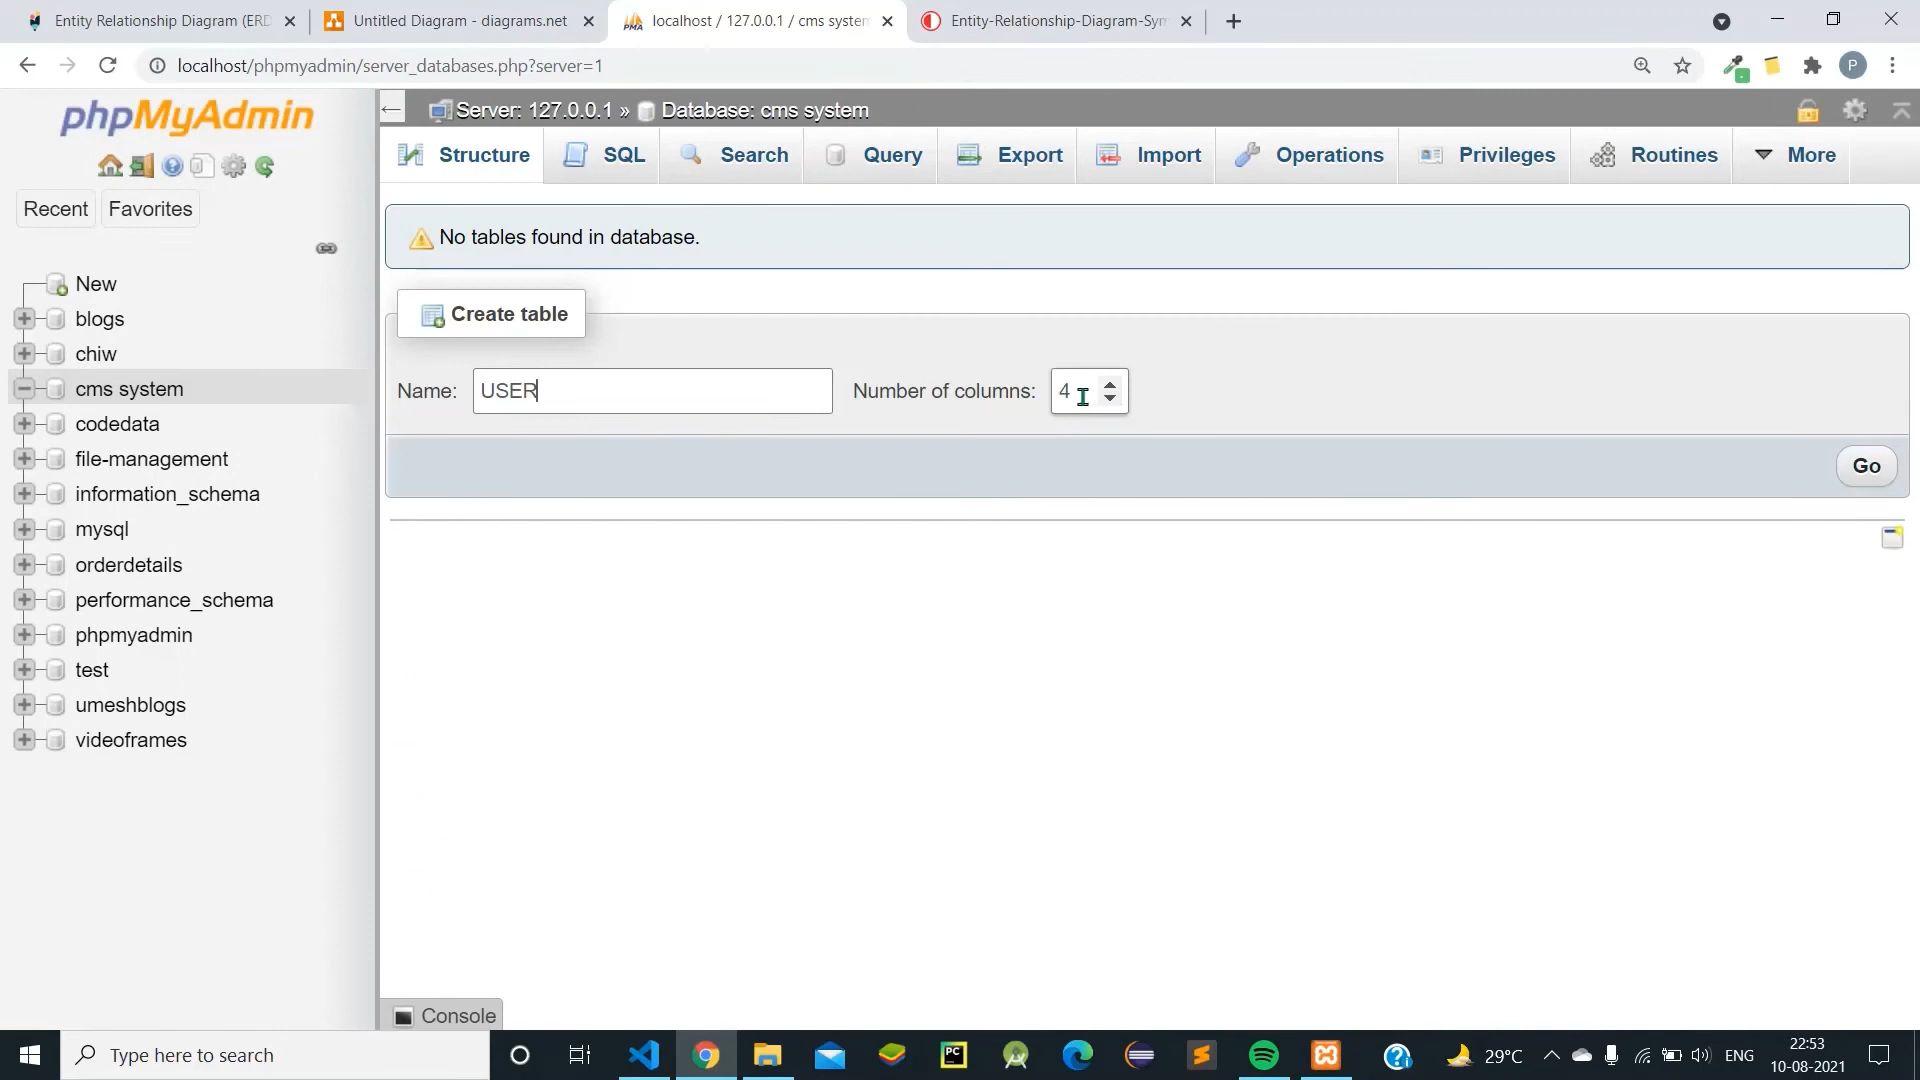 Entity Relationship Diagram (ERD
Untitled Diagram - diagrams.net
localhost / 127.0.0.1 / cms system
Entity-Relationship-Diagram-Sym
localhost/phpmyadmin/server_databases.php?server=1
P
phpMyAdmin
Server: 127.0.0.1 » Database: cms system
Structure
SQL
Search
Query
Export
Import
Operations
Privileges
Routines
More
Recent
Favorites
No tables found in database.
New
blogs
chiw
cms system
codedata
file-management
information_schema
mysql
orderdetails
performance_schema
phpmyadmin
test
umeshblogs
videoframes
Create table
Name:
USER
Number of columns:
4
Go
Console
Type here to search
PC
29°C
ENG
22:53
10-08-2021